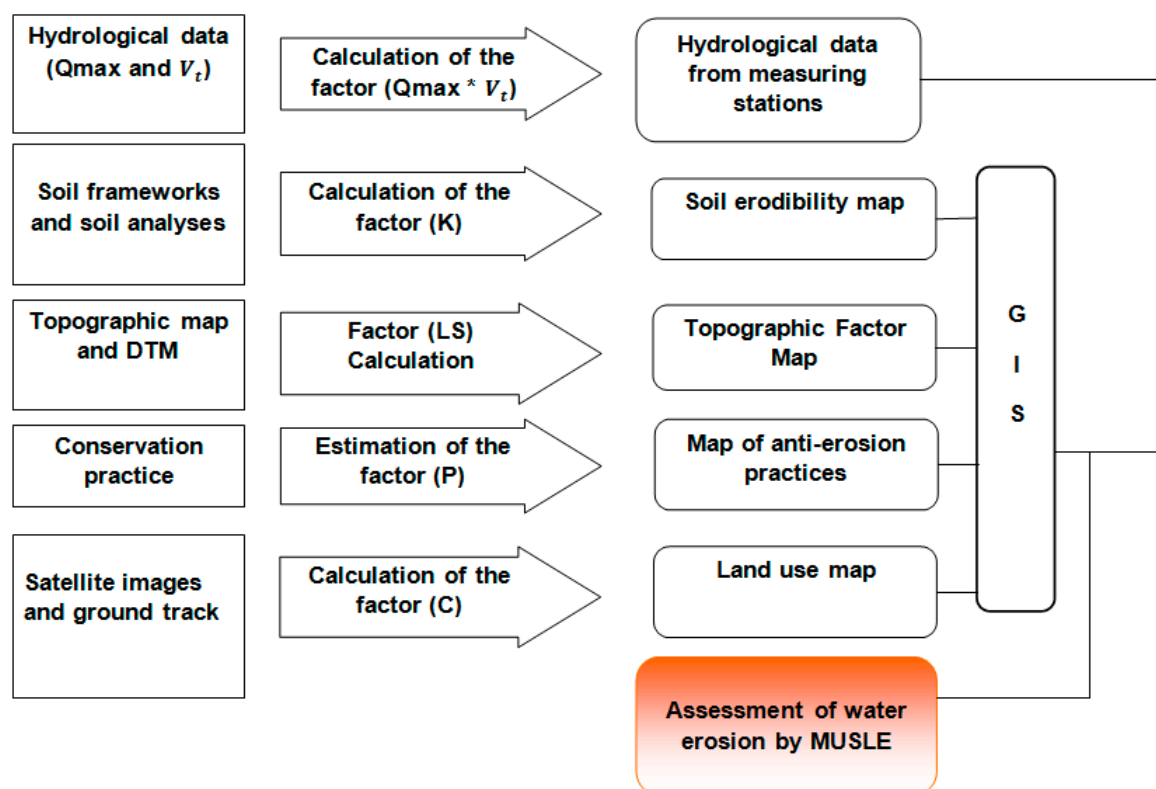 Hydrological data
(Qmax and V_t)
Calculation of the
factor (Qmax * V_t)
Hydrological data
from measuring
stations
Soil frameworks
and soil analyses
Calculation of the
factor (K)
Soil erodibility map
Topographic map
and DTM
Factor (LS)
Calculation
Topographic Factor
Map
Conservation
practice
Estimation of the
factor (P)
Map of anti-erosion
practices
Satellite images
and ground track
Calculation of the
factor (C)
Land use map
G
I
S
Assessment of water
erosion by MUSLE